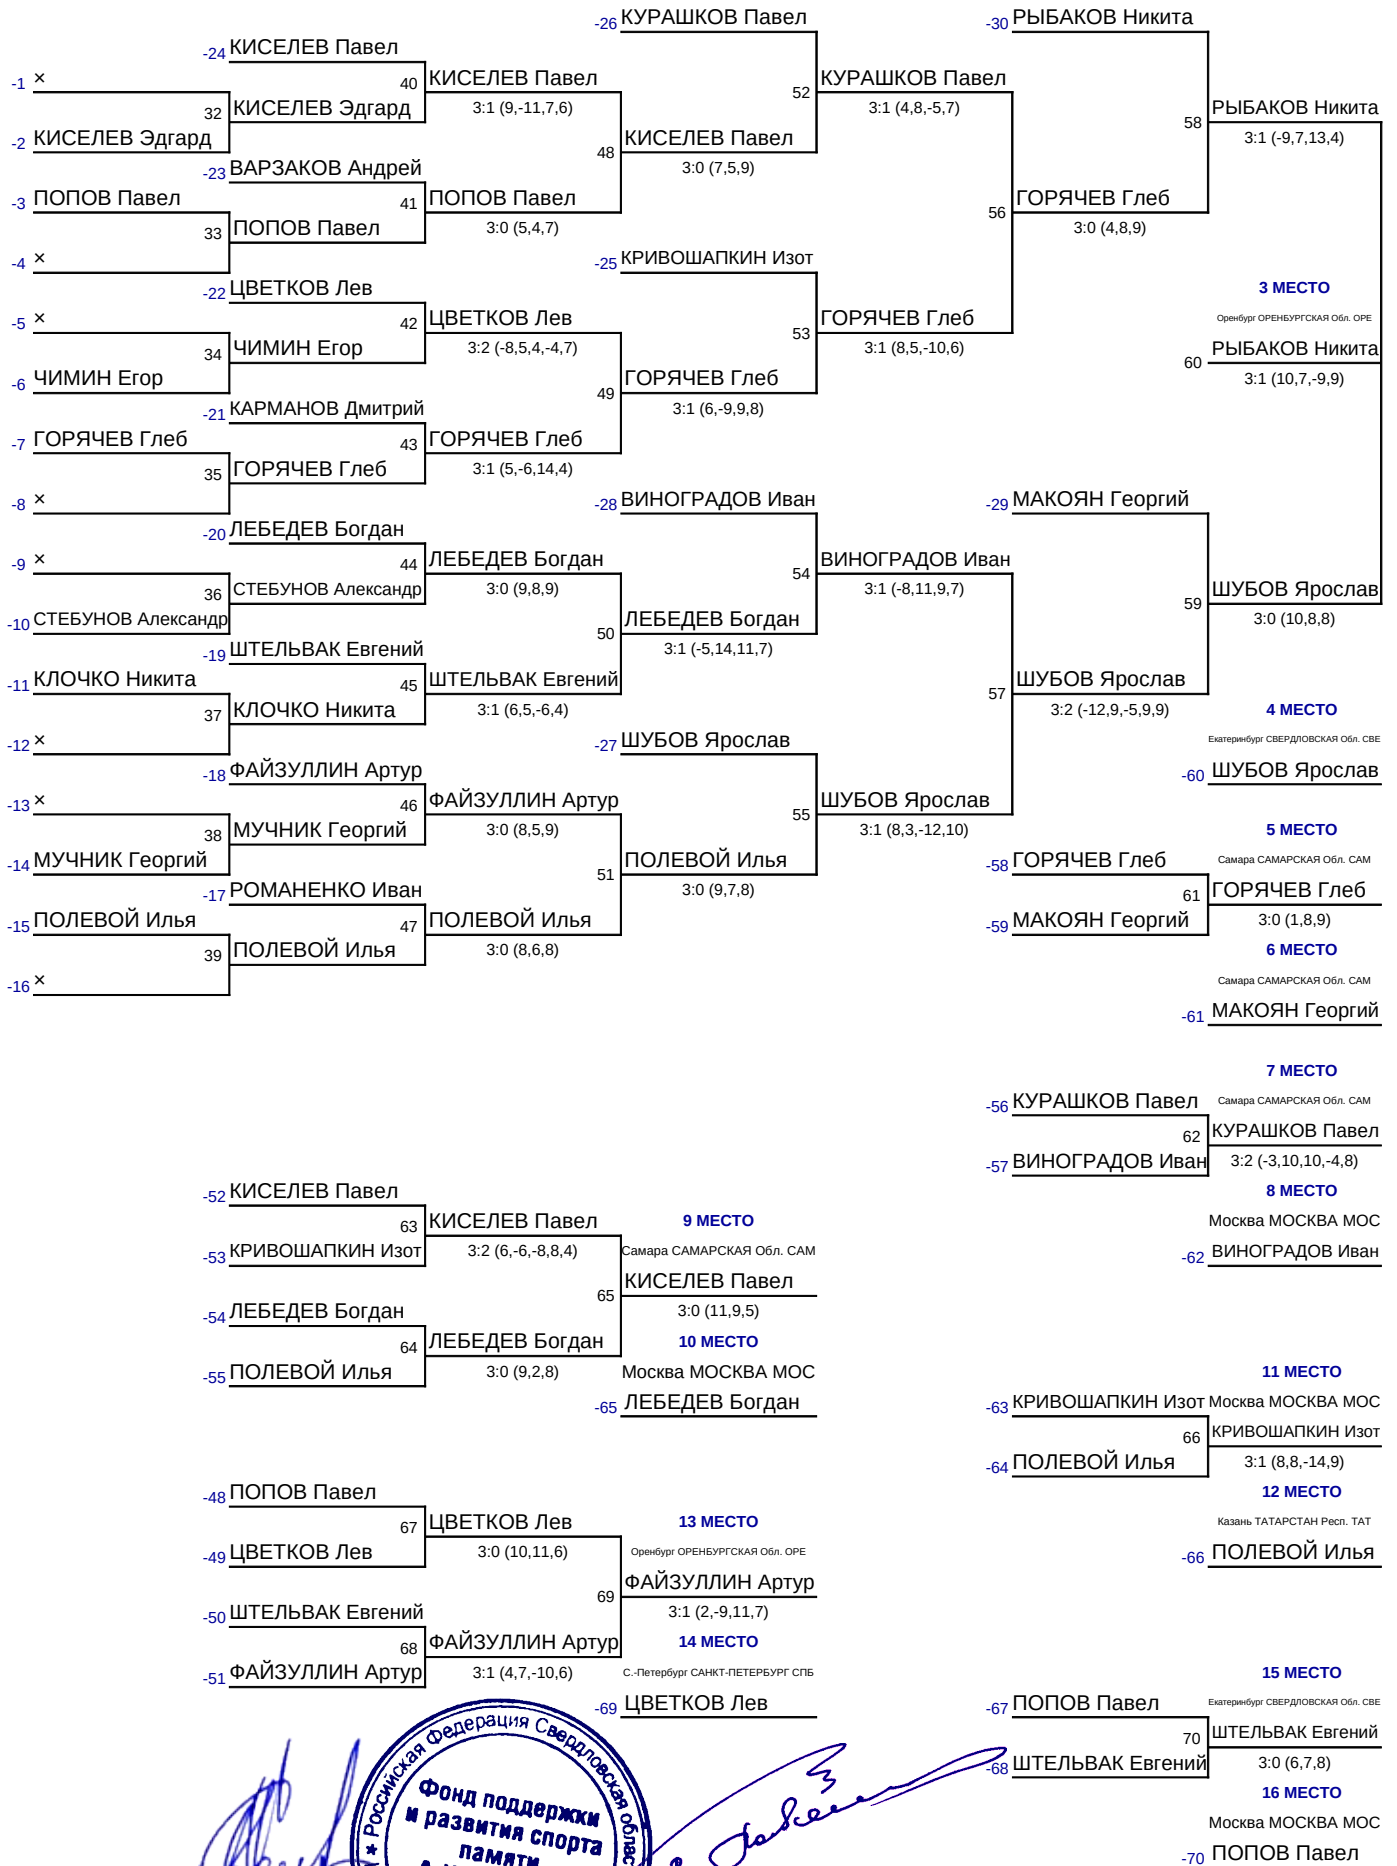 -26 КУРАШКОВ Павел
-30 РЫБАКОВ Никита
-24 КИСЕЛЕВ Павел
-1 ×
40 КИСЕЛЕВ Павел
3:1 (9,-11,7,6)
52 КУРАШКОВ Павел
3:1 (4,8,-5,7)
32 КИСЕЛЕВ Эдгард
-2 КИСЕЛЕВ Эдгард
58 РЫБАКОВ Никита
3:1 (-9,7,13,4)
48 КИСЕЛЕВ Павел
3:0 (7,5,9)
-23 ВАРЗАКОВ Андрей
-3 ПОПОВ Павел
41 ПОПОВ Павел
3:0 (5,4,7)
56 ГОРЯЧЕВ Глеб
3:0 (4,8,9)
33 ПОПОВ Павел
-4 ×
-25 КРИВОШАПКИН Изот
-22 ЦВЕТКОВ Лев
3 МЕСТО
Оренбург ОРЕНБУРГСКАЯ Обл. ОРЕ
-5 ×
42 ЦВЕТКОВ Лев
3:2 (-8,5,4,-4,7)
53 ГОРЯЧЕВ Глеб
3:1 (8,5,-10,6)
34 ЧИМИН Егор
60 РЫБАКОВ Никита
3:1 (10,7,-9,9)
-6 ЧИМИН Егор
49 ГОРЯЧЕВ Глеб
3:1 (6,-9,9,8)
-21 КАРМАНОВ Дмитрий
-7 ГОРЯЧЕВ Глеб
43 ГОРЯЧЕВ Глеб
3:1 (5,-6,14,4)
35 ГОРЯЧЕВ Глеб
-8 ×
-28 ВИНОГРАДОВ Иван
-29 МАКОЯН Георгий
-20 ЛЕБЕДЕВ Богдан
-9 ×
44 ЛЕБЕДЕВ Богдан
3:0 (9,8,9)
54 ВИНОГРАДОВ Иван
3:1 (-8,11,9,7)
36 СТЕБУНОВ Александр
59 ШУБОВ Ярослав
3:0 (10,8,8)
-10 СТЕБУНОВ Александр
50 ЛЕБЕДЕВ Богдан
3:1 (-5,14,11,7)
-19 ШТЕЛЬВАК Евгений
-11 КЛОЧКО Никита
45 ШТЕЛЬВАК Евгений
3:1 (6,5,-6,4)
57 ШУБОВ Ярослав
3:2 (-12,9,-5,9,9)
37 КЛОЧКО Никита
-12 ×
4 МЕСТО
Екатеринбург СВЕРДЛОВСКАЯ Обл. СВЕ
-60 ШУБОВ Ярослав
-27 ШУБОВ Ярослав
-18 ФАЙЗУЛЛИН Артур
-13 ×
46 ФАЙЗУЛЛИН Артур
3:0 (8,5,9)
55 ШУБОВ Ярослав
3:1 (8,3,-12,10)
38 МУЧНИК Георгий
-14 МУЧНИК Георгий
5 МЕСТО
Самара САМАРСКАЯ Обл. САМ
-58 ГОРЯЧЕВ Глеб
51 ПОЛЕВОЙ Илья
3:0 (9,7,8)
-17 РОМАНЕНКО Иван
61 ГОРЯЧЕВ Глеб
3:0 (1,8,9)
-15 ПОЛЕВОЙ Илья
47 ПОЛЕВОЙ Илья
3:0 (8,6,8)
-59 МАКОЯН Георгий
39 ПОЛЕВОЙ Илья
-16 ×
6 МЕСТО
Самара САМАРСКАЯ Обл. САМ
-61 МАКОЯН Георгий
7 МЕСТО
Самара САМАРСКАЯ Обл. САМ
-56 КУРАШКОВ Павел
62 КУРАШКОВ Павел
3:2 (-3,10,10,-4,8)
-57 ВИНОГРАДОВ Иван
8 МЕСТО
Москва МОСКВА МОС
-62 ВИНОГРАДОВ Иван
-52 КИСЕЛЕВ Павел
63 КИСЕЛЕВ Павел
3:2 (6,-6,-8,8,4)
-53 КРИВОШАПКИН Изот
9 МЕСТО
Самара САМАРСКАЯ Обл. САМ
65 КИСЕЛЕВ Павел
3:0 (11,9,5)
-54 ЛЕБЕДЕВ Богдан
64 ЛЕБЕДЕВ Богдан
3:0 (9,2,8)
-55 ПОЛЕВОЙ Илья
10 МЕСТО
Москва МОСКВА МОС
-65 ЛЕБЕДЕВ Богдан
11 МЕСТО
Москва МОСКВА МОС
-63 КРИВОШАПКИН Изот
66 КРИВОШАПКИН Изот
3:1 (8,8,-14,9)
-64 ПОЛЕВОЙ Илья
12 МЕСТО
Казань ТАТАРСТАН Респ. ТАТ
-66 ПОЛЕВОЙ Илья
-48 ПОПОВ Павел
67 ЦВЕТКОВ Лев
3:0 (10,11,6)
-49 ЦВЕТКОВ Лев
13 МЕСТО
Оренбург ОРЕНБУРГСКАЯ Обл. ОРЕ
69 ФАЙЗУЛЛИН Артур
3:1 (2,-9,11,7)
-50 ШТЕЛЬВАК Евгений
68 ФАЙЗУЛЛИН Артур
3:1 (4,7,-10,6)
-51 ФАЙЗУЛЛИН Артур
14 МЕСТО
С.-Петербург САНКТ-ПЕТЕРБУРГ СПБ
-69 ЦВЕТКОВ Лев
15 МЕСТО
Екатеринбург СВЕРДЛОВСКАЯ Обл. СВЕ
-67 ПОПОВ Павел
70 ШТЕЛЬВАК Евгений
3:0 (6,7,8)
-68 ШТЕЛЬВАК Евгений
16 МЕСТО
Москва МОСКВА МОС
-70 ПОПОВ Павел
★ Российская Федерация Свердловская
Фонд поддержки
и развития спорта
памяти